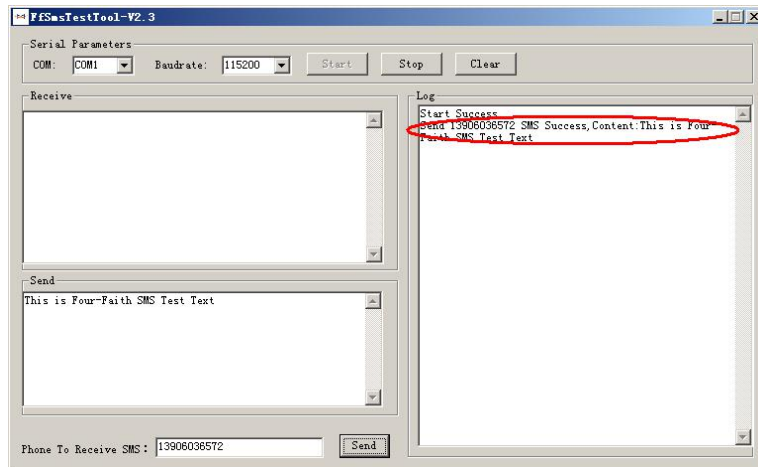 FfSmsTestTool-V2.3
Serial Parameters
COM: COM1 Baudrate: 115200 Start Stop Clear
Receive
Log
Start Success
Send 13906036572 SMS Success,Content:This is Four-
Faith SMS Test Text
Send
This is Four-Faith SMS Test Text
Phone To Receive SMS: 13906036572 Send